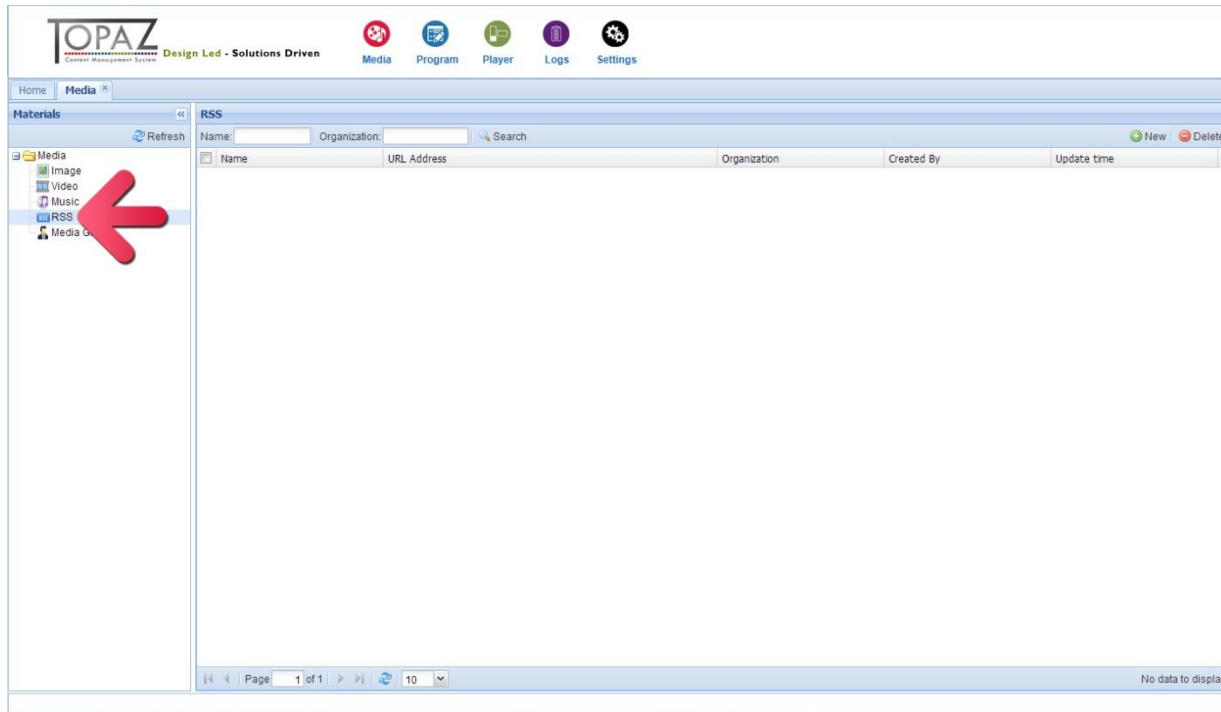 TOPAZ
Content Management System
Design Led - Solutions Driven
Media Program Player Logs Settings
Home Media
Materials
Refresh
Media
Image
Video
Music
RSS
Media G
RSS
Name: Organization: Search New Delete
Name URL Address Organization Created By Update time
Page 1 of 1 10 No data to displa